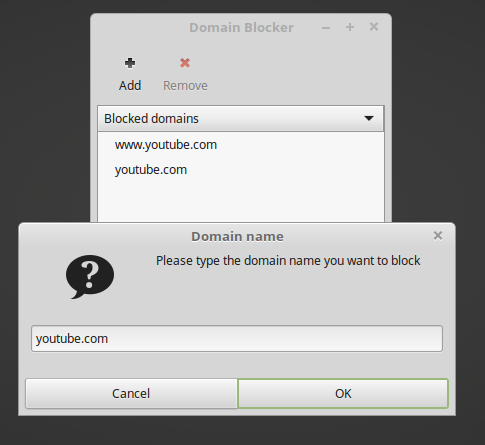 Domain Blocker
Add
Remove
Blocked domains
www.youtube.com
youtube.com
Domain name
Please type the domain name you want to block
youtube.com
Cancel
OK